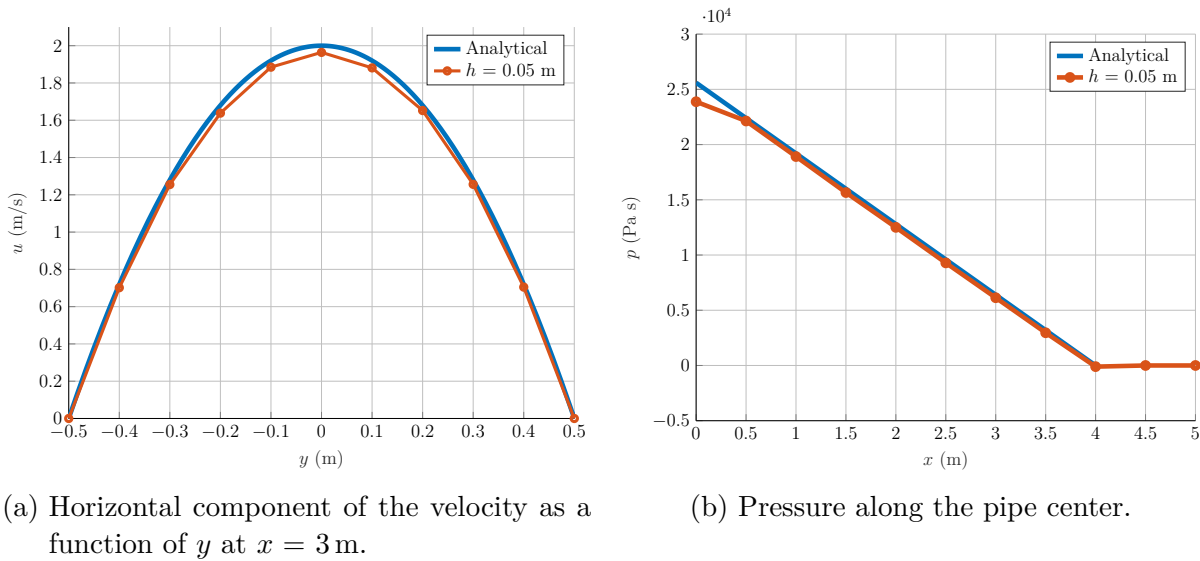 2
1.8
1.6
1.4
1.2
1
0.8
0.6
0.4
0.2
0
u (m/s)
Analytical
h = 0.05 m
−0.5 −0.4 −0.3 −0.2 −0.1 0 0.1 0.2 0.3 0.4 0.5
y (m)
(a) Horizontal component of the velocity as a
function of y at x = 3 m.
·10⁴
3
2.5
2
1.5
1
0.5
0
−0.5
p (Pa s)
Analytical
h = 0.05 m
0 0.5 1 1.5 2 2.5 3 3.5 4 4.5 5
x (m)
(b) Pressure along the pipe center.